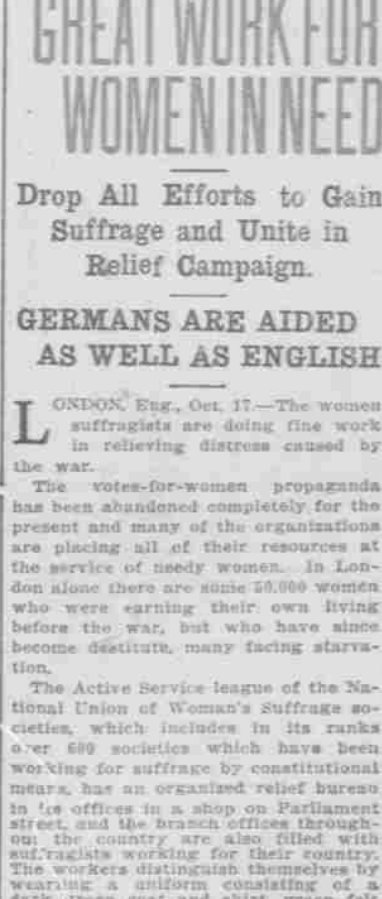 GREAT WORK FOR
WOMEN IN NEED
Drop All Efforts to Gain
Suffrage and Unite in
Relief Campaign.
GERMANS ARE AIDED
AS WELL AS ENGLISH
LONDON, Eng., Oct. 17.—The women
suffragists are doing fine work
in relieving distress caused by
the war.
The votes-for-women propaganda
has been abandoned completely for the
present and many of the organizations
are placing all of their resources at
the service of needy women. In Lon-
don alone there are some 50,000 women
who were earning their own living
before the war, but who have since
become destitute, many facing starva-
tion.
The Active Service league of the Na-
tional Union of Woman's Suffrage so-
cieties, which includes in its ranks
over 600 societies which have been
working for suffrage by constitutional
means, has an organized relief bureau
in its offices in a shop on Parliament
street, and the branch offices through-
out the country are also filled with
suffragists working for their country.
The workers distinguish themselves by
wearing a uniform consisting of a
green coat and skirt, green felt